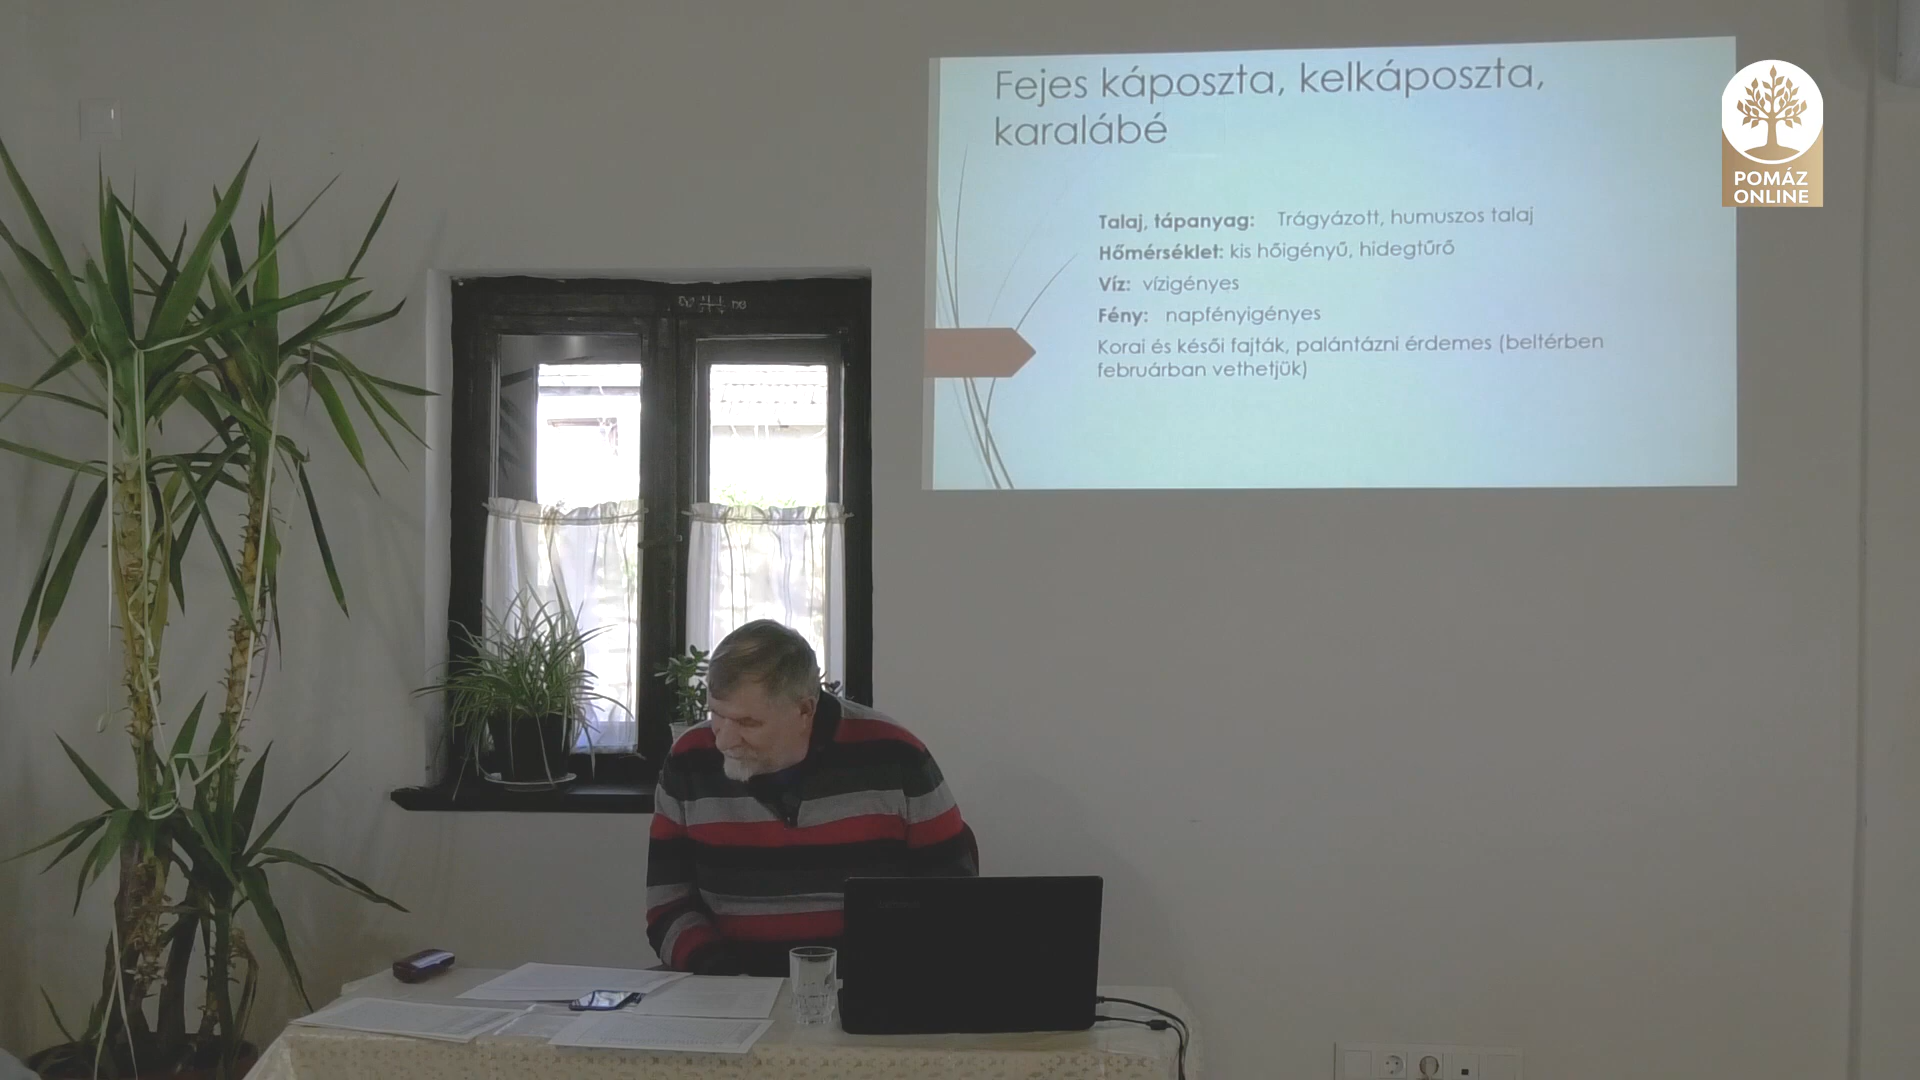 Fejes káposzta, kelkáposzta,
karalábé
Talaj, tápanyag: Trágyázott, humuszos talaj
Hőmérséklet: kis hőigényű, hidegtűrő
Víz: vízigényes
Fény: napfényigényes
Korai és késői fajták, palántázni érdemes (beltérben
februárban vethetjük)
POMÁZ
ONLINE